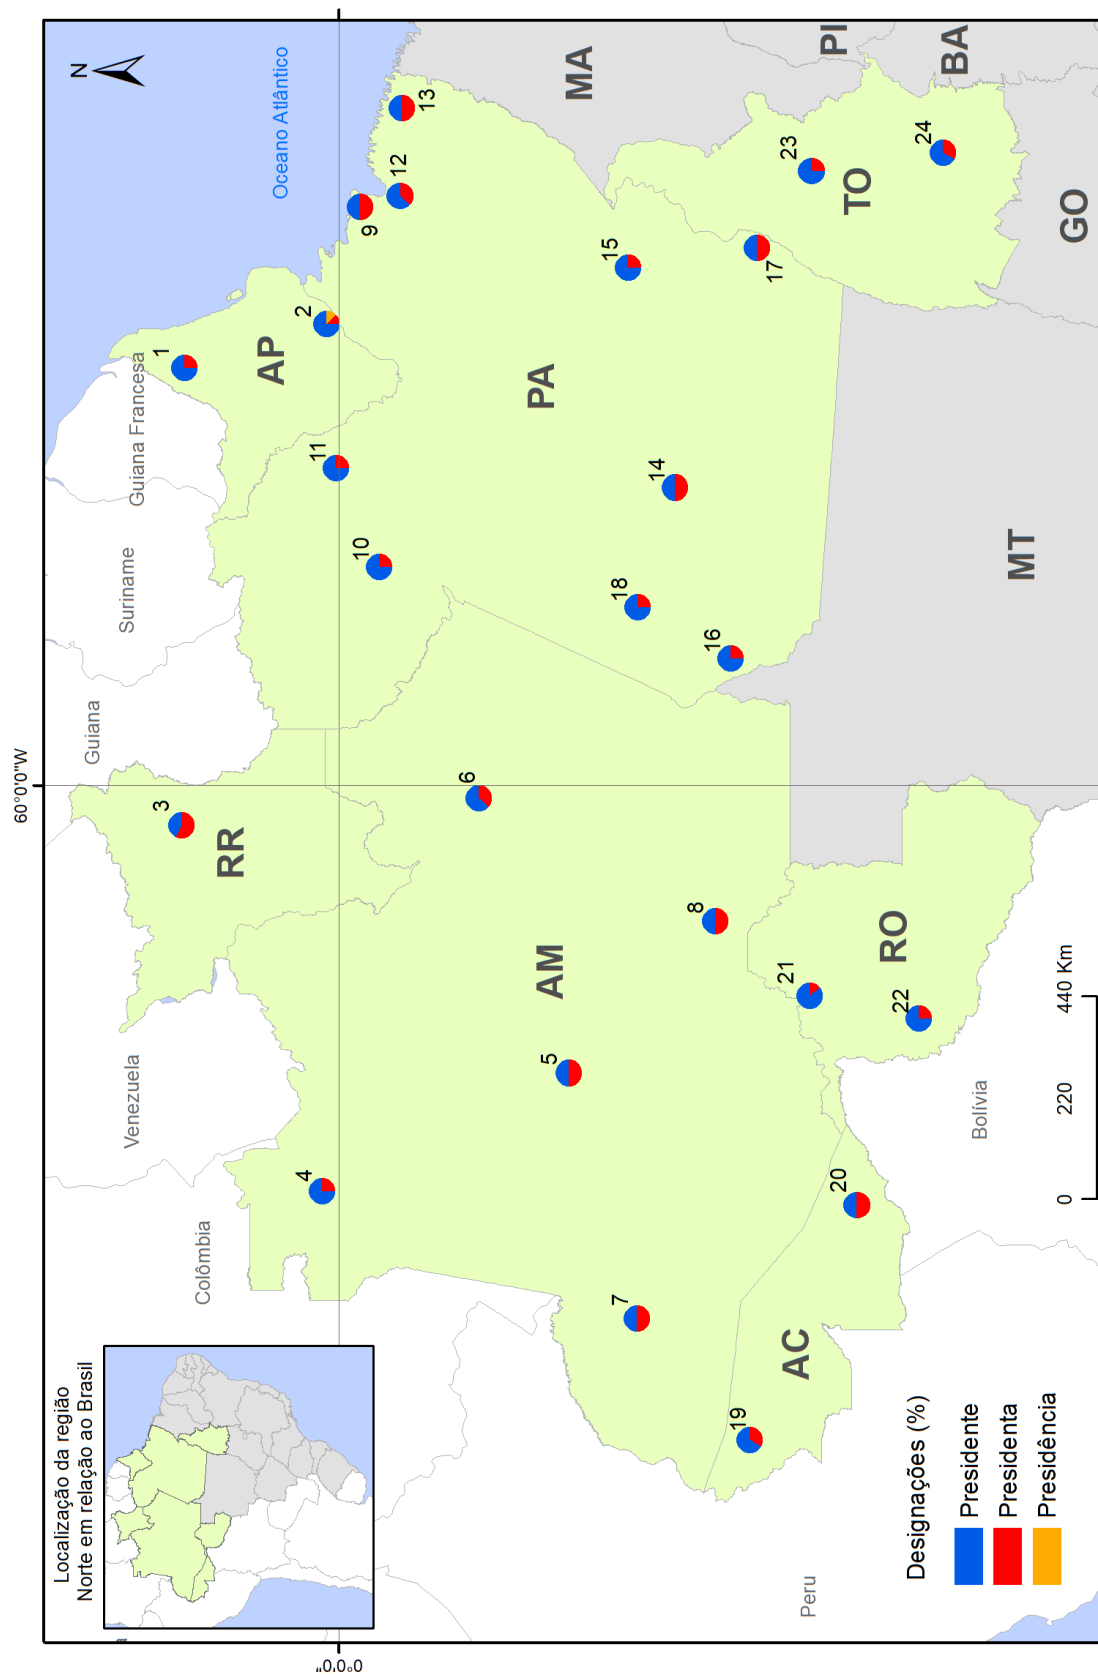 Localização da região
Norte em relação ao Brasil
60°0'0"W
0°0'0"
N
Oceano Atlântico
Venezuela
Colômbia
Guiana
Suriname
Guiana Francesa
Peru
Bolívia
RR
AP
AM
PA
AC
RO
TO
MA
PI
BA
GO
MT
1
2
3
4
5
6
7
8
9
10
11
12
13
14
15
16
17
18
19
20
21
22
23
24
Designações (%)
Presidente
Presidenta
Presidência
0 220 440 Km